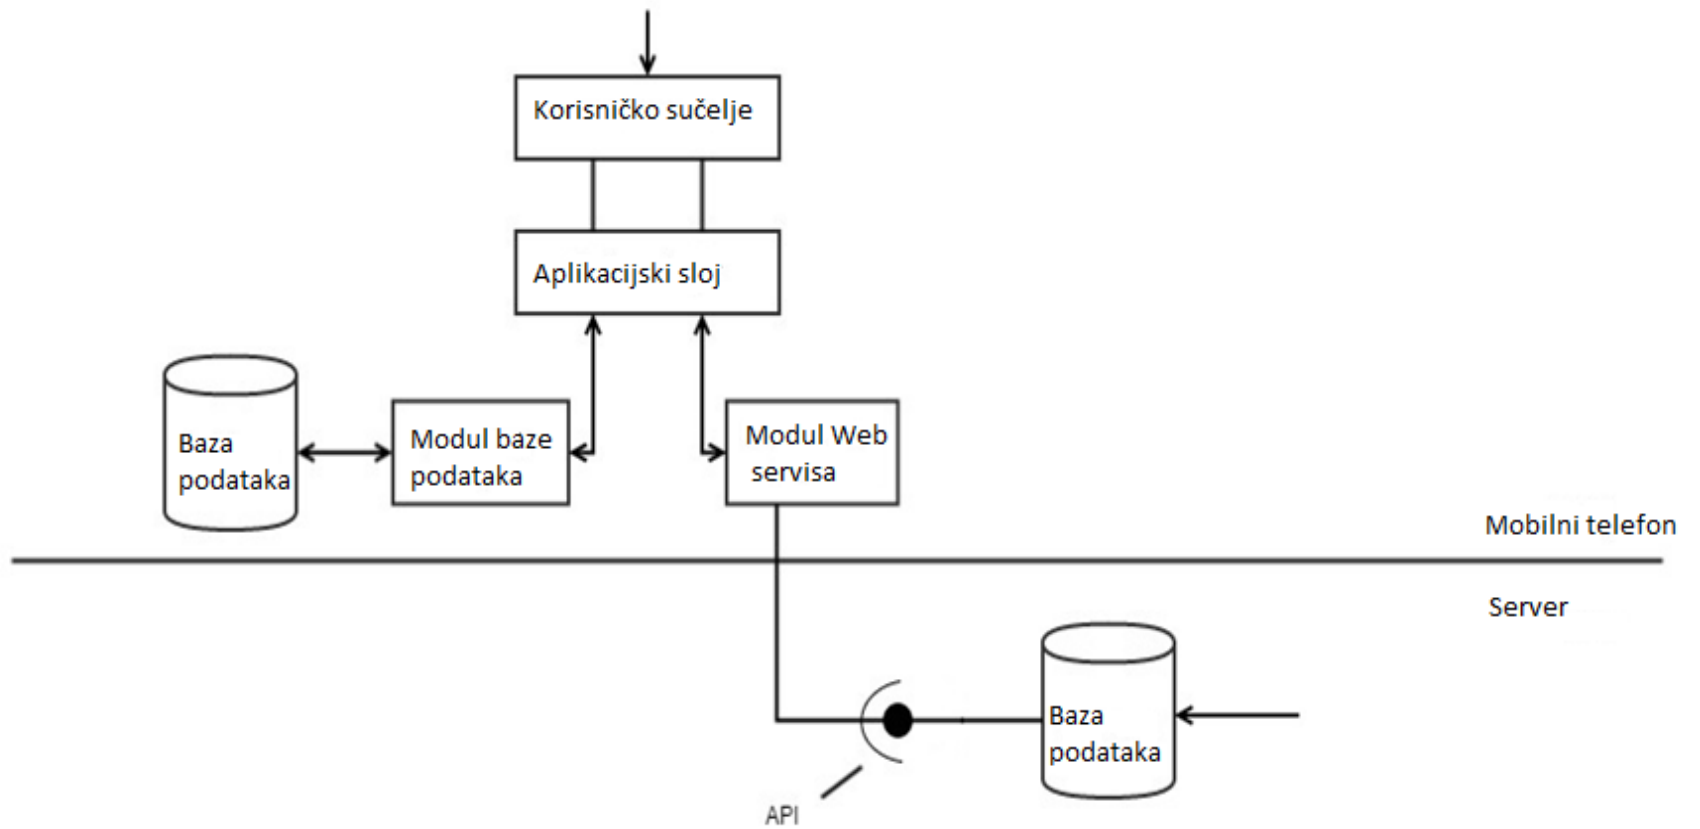 Korisničko sučelje
Aplikacijski sloj
Baza
podataka
Modul baze
podataka
Modul Web
servisa
Mobilni telefon
Server
Baza
podataka
API